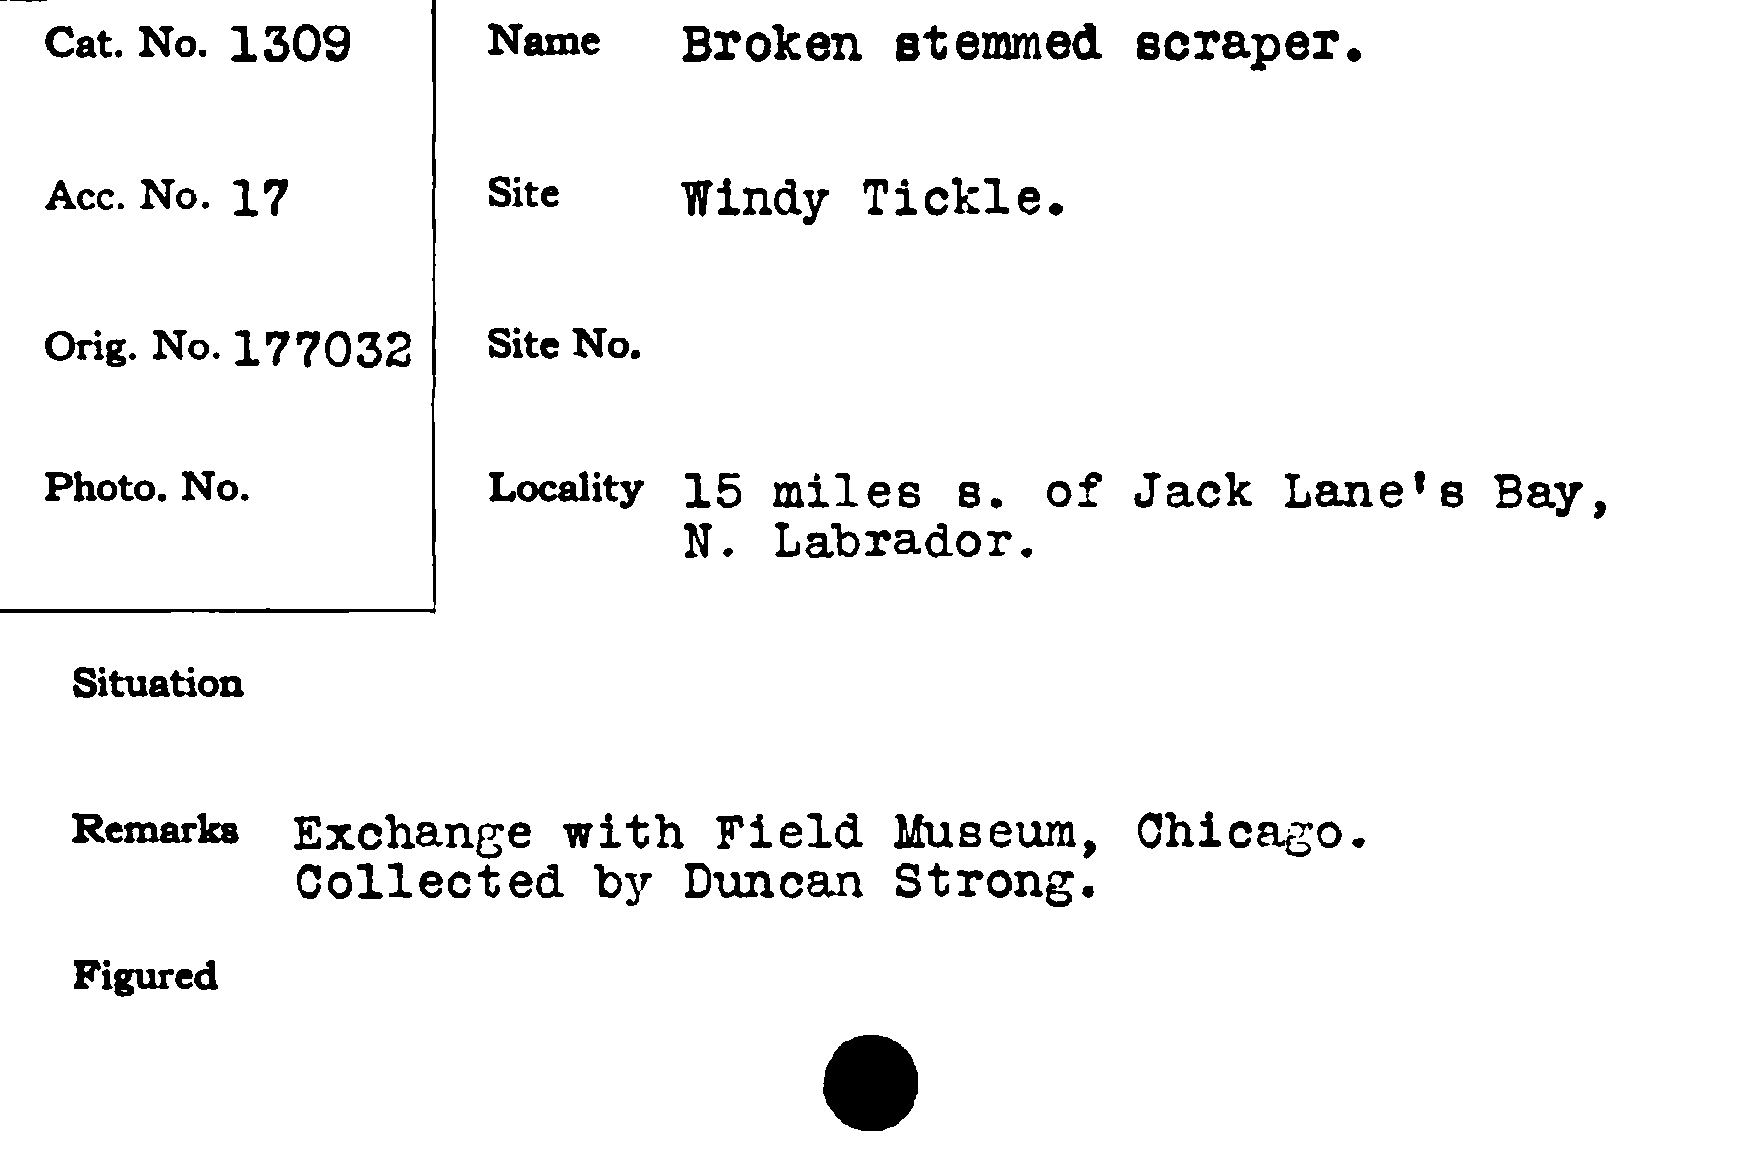 Cat. No. 1309
Name Broken stemmed scraper.
Acc. No. 17
Site Windy Tickle.
Orig. No. 177032
Site No.
Photo. No.
Locality 15 miles s. of Jack Lane's Bay,
N. Labrador.
Situation
Remarks Exchange with Field Museum, Chicago.
Collected by Duncan Strong.
Figured